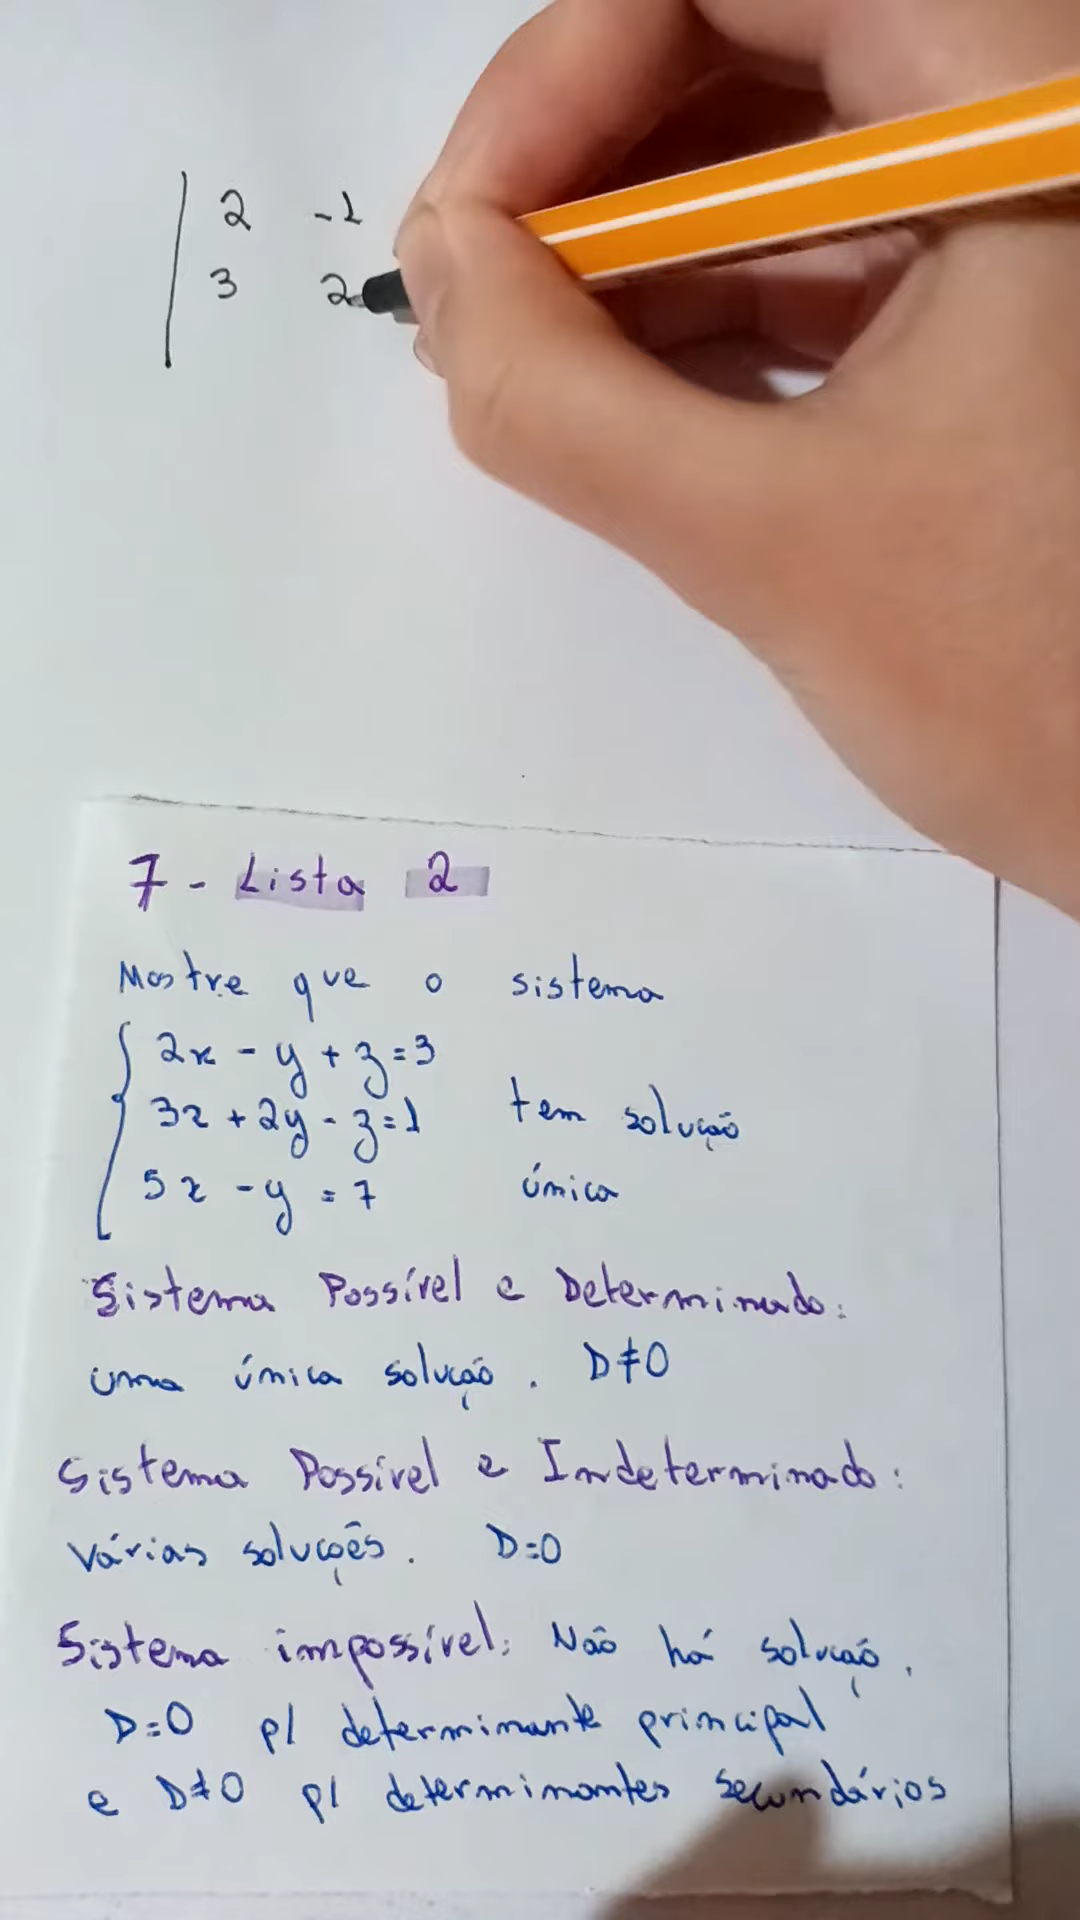 2 -1
3 2
7 - Lista 2
Mostre que o sistema
2x - y + z = 3
3x + 2y - z = 1 tem solução
5x - y = 7 única
Sistema Possível e Determinado:
uma única solução. D≠0
Sistema Possível e Indeterminado:
Várias soluções. D=0
Sistema impossível: Não há solução.
D=0 p/ determinante principal
e D≠0 p/ determinantes secundários